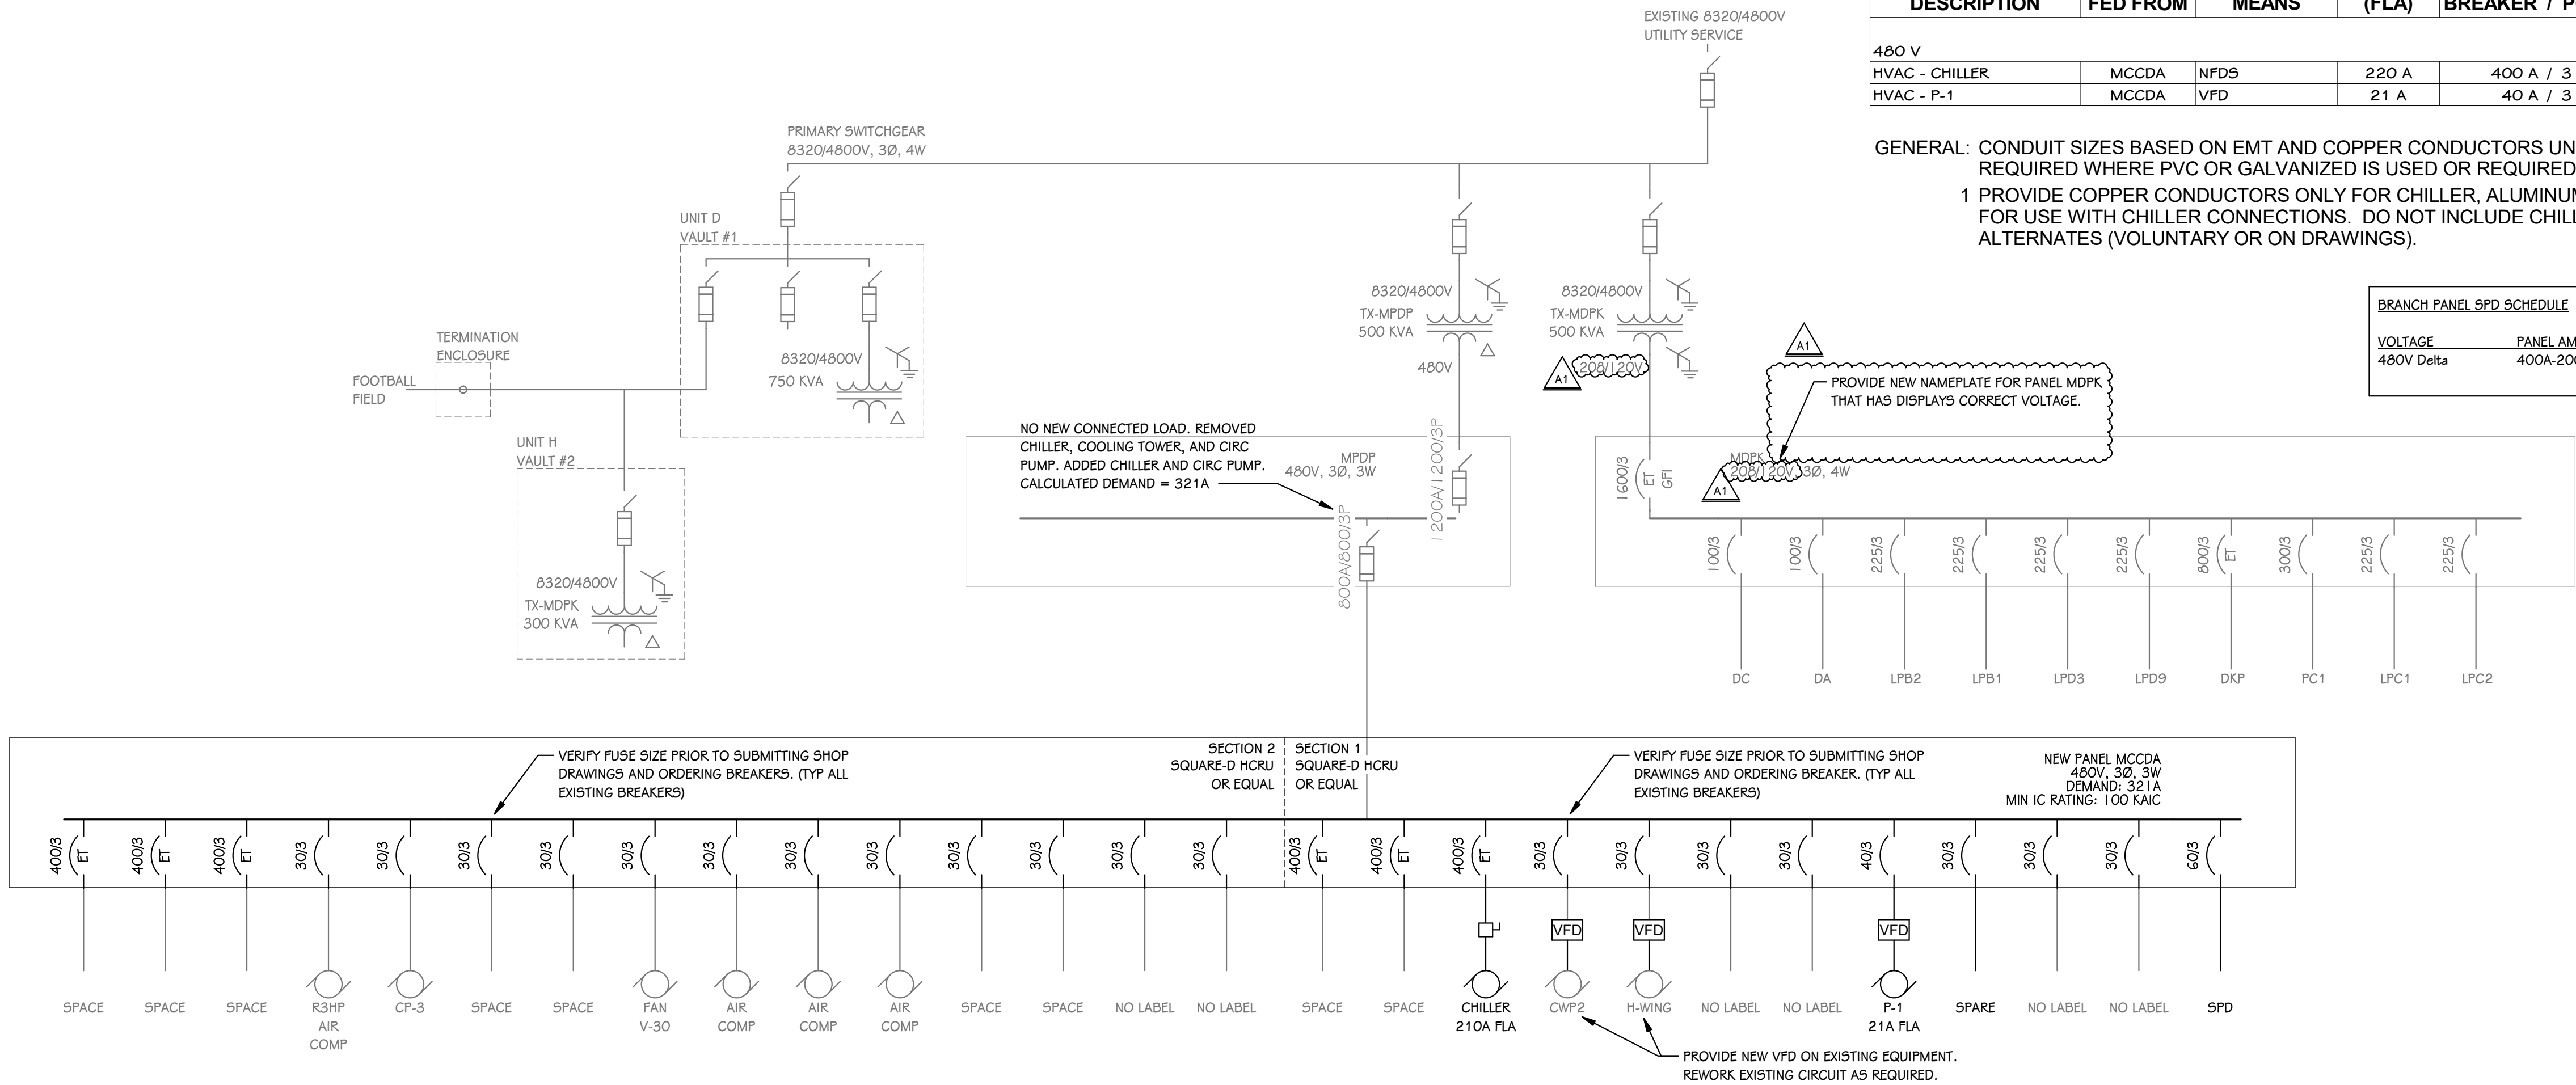 EXISTING 8320/4800V
UTILITY SERVICE
DESCRIPTION
FED FROM
MEANS
(FLA)
BREAKER / P
480 V
HVAC - CHILLER MCCDA NFDS 220 A 400 A / 3
HVAC - P-1 MCCDA VFD 21 A 40 A / 3
GENERAL: CONDUIT SIZES BASED ON EMT AND COPPER CONDUCTORS UN
REQUIRED WHERE PVC OR GALVANIZED IS USED OR REQUIRED
1 PROVIDE COPPER CONDUCTORS ONLY FOR CHILLER, ALUMINU
FOR USE WITH CHILLER CONNECTIONS. DO NOT INCLUDE CHIL
ALTERNATES (VOLUNTARY OR ON DRAWINGS).
BRANCH PANEL SPD SCHEDULE
VOLTAGE PANEL AM
480V Delta 400A-200
PRIMARY SWITCHGEAR
8320/4800V, 3Ø, 4W
UNIT D
VAULT #1
8320/4800V
750 KVA
TERMINATION
ENCLOSURE
FOOTBALL
FIELD
UNIT H
VAULT #2
8320/4800V
TX-MDPK
300 KVA
8320/4800V
TX-MPDP
500 KVA
480V
8320/4800V
TX-MDPK
500 KVA
208/120V
A1
A1
PROVIDE NEW NAMEPLATE FOR PANEL MDPK
THAT HAS DISPLAYS CORRECT VOLTAGE.
NO NEW CONNECTED LOAD. REMOVED
CHILLER, COOLING TOWER, AND CIRC
PUMP. ADDED CHILLER AND CIRC PUMP.
CALCULATED DEMAND = 321A
MPDP
480V, 3Ø, 3W
1200A/1200/3P
800A/800/3P
1600/3
ET
GFI
MDPK
208/120V, 3Ø, 4W
A1
100/3
100/3
225/3
225/3
225/3
225/3
800/3
ET
300/3
225/3
225/3
DC
DA
LPB2
LPB1
LPD3
LPD9
DKP
PC1
LPC1
LPC2
VERIFY FUSE SIZE PRIOR TO SUBMITTING SHOP
DRAWINGS AND ORDERING BREAKERS. (TYP ALL
EXISTING BREAKERS)
SECTION 2
SQUARE-D HCRU
OR EQUAL
SECTION 1
SQUARE-D HCRU
OR EQUAL
VERIFY FUSE SIZE PRIOR TO SUBMITTING SHOP
DRAWINGS AND ORDERING BREAKER. (TYP ALL
EXISTING BREAKERS)
NEW PANEL MCCDA
480V, 3Ø, 3W
DEMAND: 321A
MIN IC RATING: 100 KAIC
400/3
ET
400/3
ET
400/3
ET
30/3
30/3
30/3
30/3
30/3
30/3
30/3
30/3
30/3
30/3
30/3
30/3
400/3
ET
400/3
ET
400/3
ET
30/3
30/3
30/3
30/3
40/3
30/3
30/3
30/3
60/3
VFD
VFD
VFD
SPACE
SPACE
SPACE
R3HP
AIR
COMP
CP-3
SPACE
SPACE
FAN
V-30
AIR
COMP
AIR
COMP
AIR
COMP
SPACE
SPACE
NO LABEL
NO LABEL
SPACE
SPACE
CHILLER
210A FLA
CWP2
H-WING
NO LABEL
NO LABEL
P-1
21A FLA
SPARE
NO LABEL
NO LABEL
SPD
PROVIDE NEW VFD ON EXISTING EQUIPMENT.
REWORK EXISTING CIRCUIT AS REQUIRED.